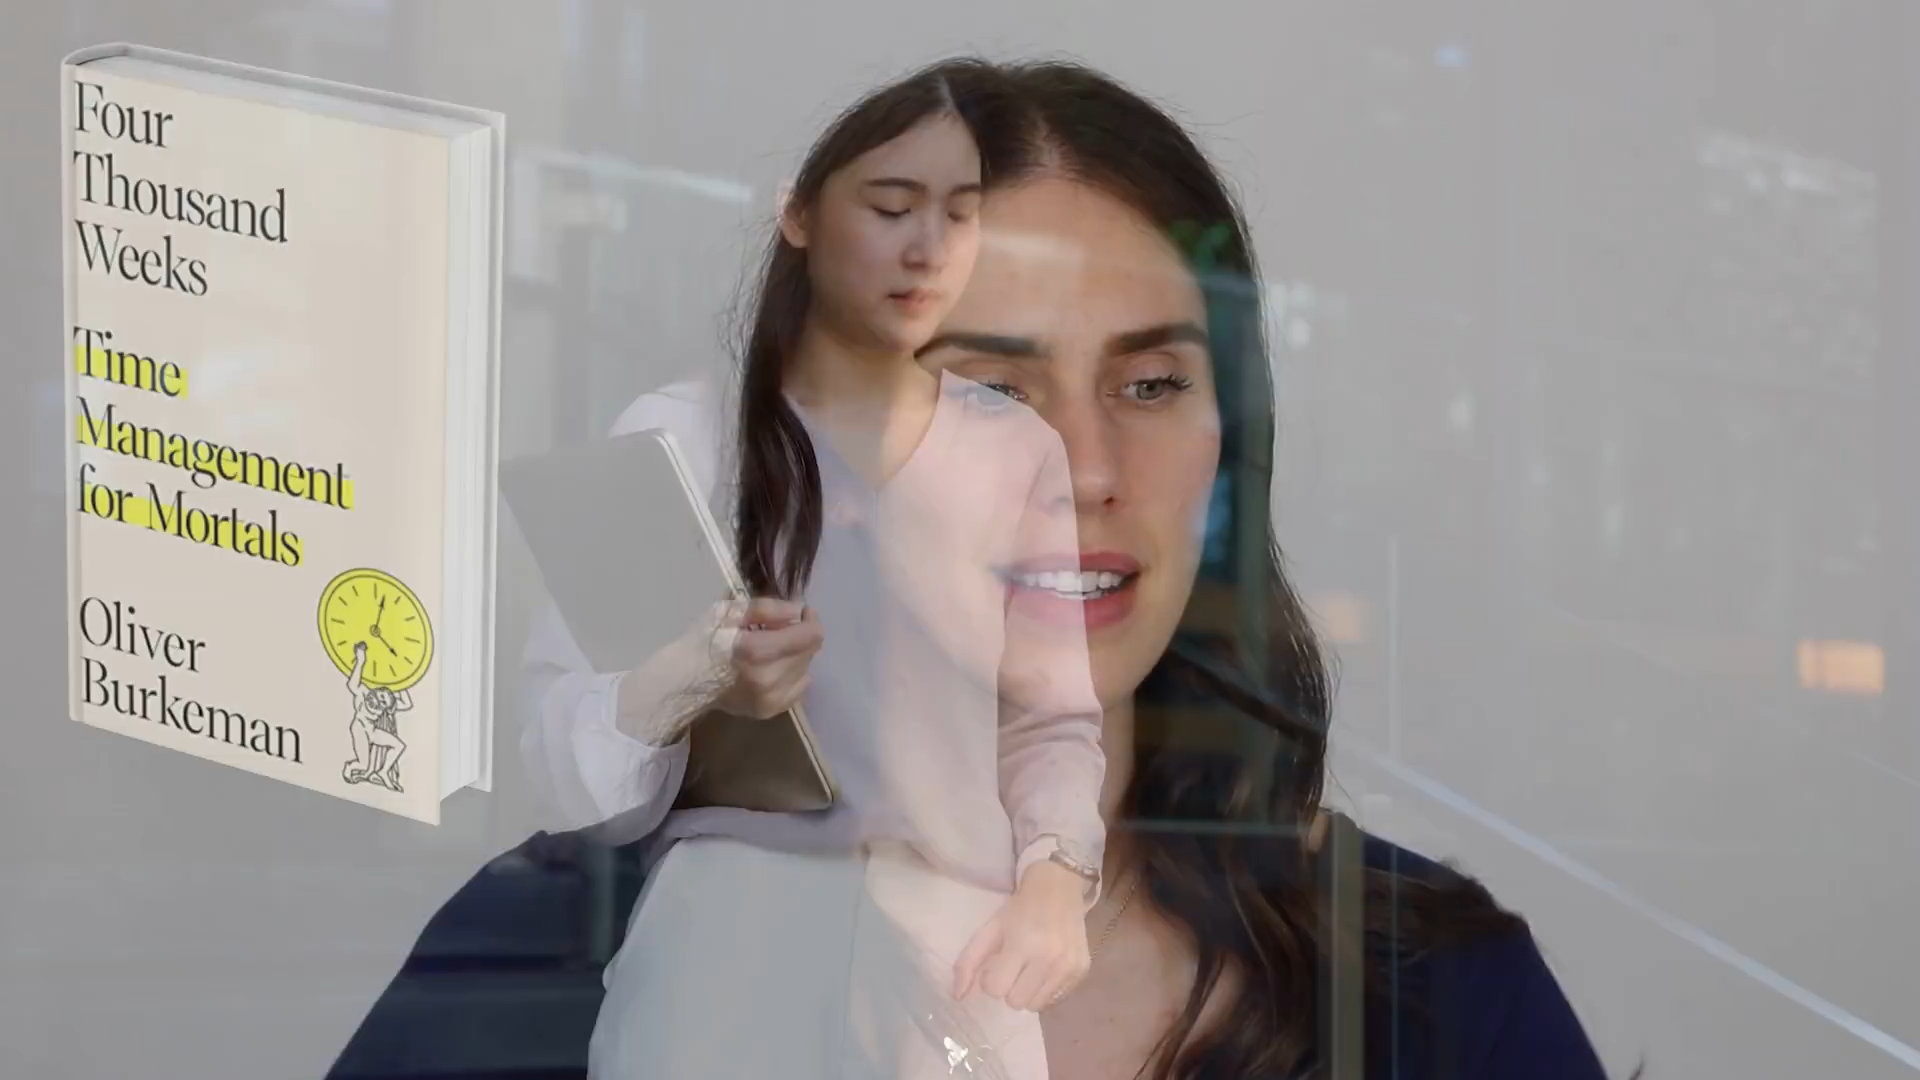 Four
Thousand
Weeks
Time
Management
for Mortals
Oliver
Burkeman